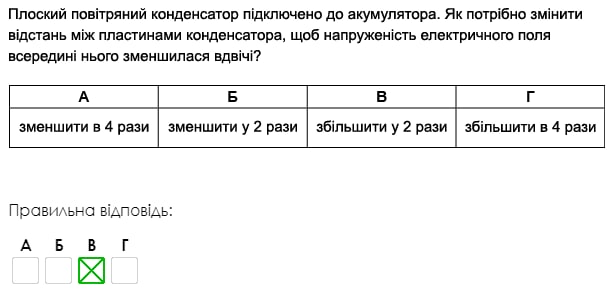 Плоский повітряний конденсатор підключено до акумулятора. Як потрібно змінити
відстань між пластинами конденсатора, щоб напруженість електричного поля
всередині нього зменшилася вдвічі?
А Б В Г
зменшити в 4 рази зменшити у 2 рази збільшити у 2 рази збільшити в 4 рази
Правильна відповідь:
А Б В Г